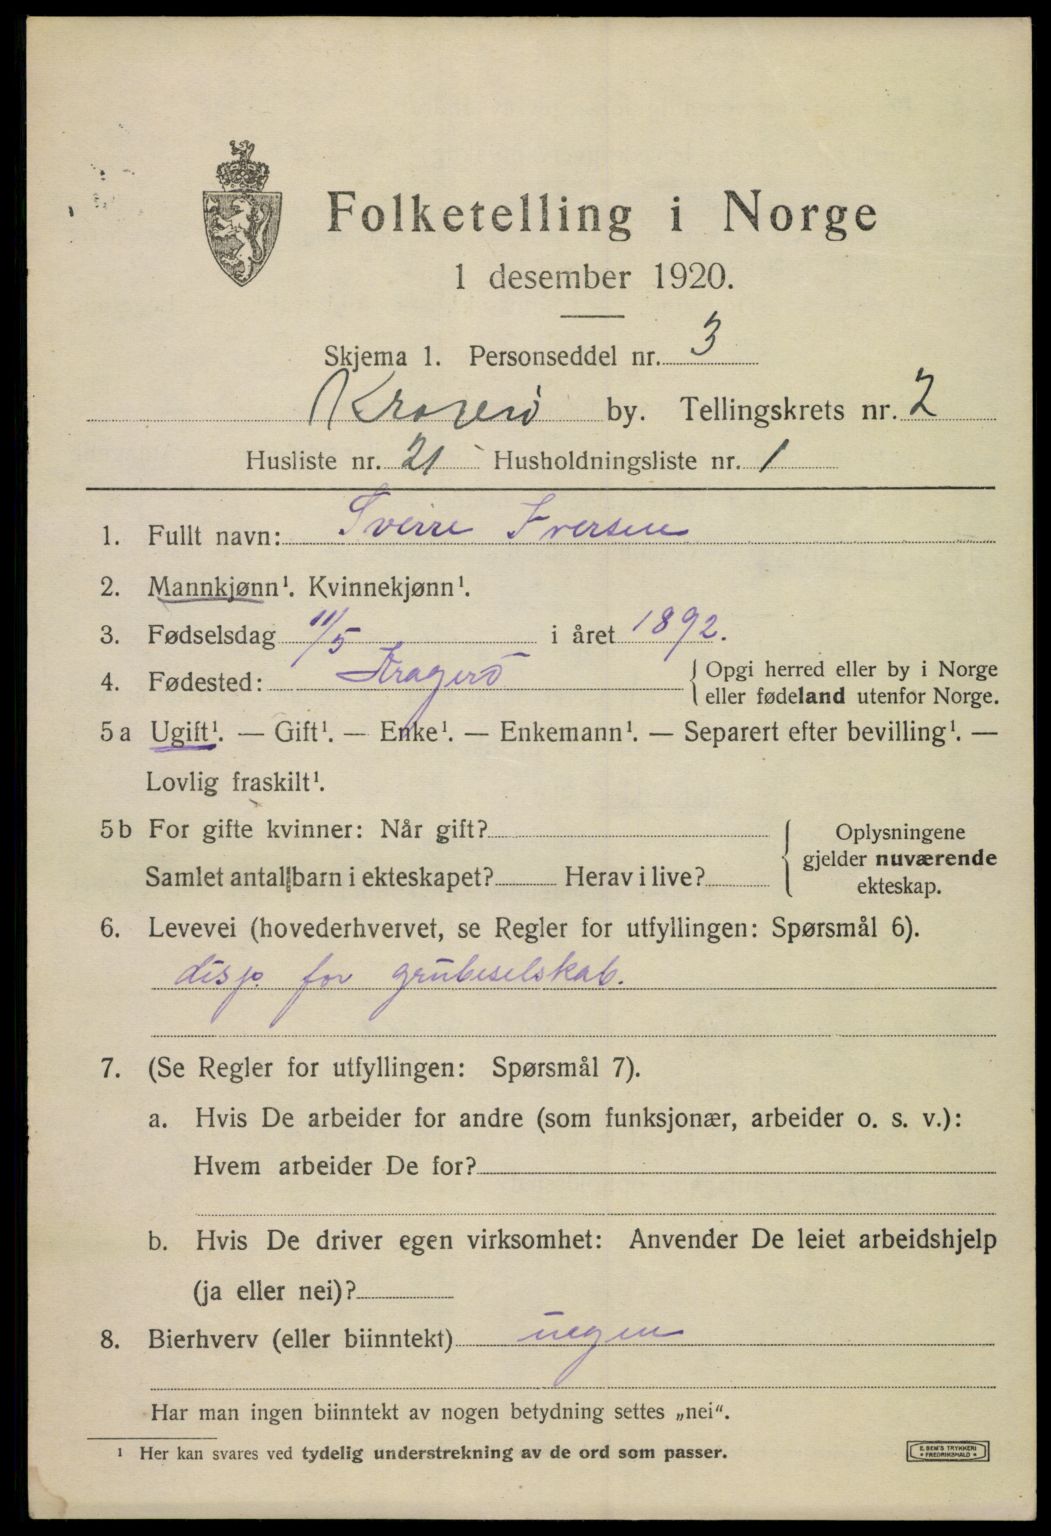 Folketelling i Norge
1 desember 1920.
Skjema 1. Personseddel nr. 3
Kragerø by. Tellingskrets nr. 2
Husliste nr. 21 Husholdningsliste nr. 1
1. Fullt navn: Sverre Iversen
2. Mannkjønn¹. Kvinnekjønn¹.
3. Fødselsdag 11/5 i året 1892.
4. Fødested: Kragerö { Opgi herred eller by i Norge
eller fødeland utenfor Norge.
5 a Ugift¹. — Gift¹. — Enke¹. — Enkemann¹. — Separert efter bevilling¹. —
Lovlig fraskilt¹.
5 b For gifte kvinner: Når gift?
Samlet antall barn i ekteskapet? Herav i live?
{ Oplysningene
gjelder nuværende
ekteskap.
6. Levevei (hovederhvervet, se Regler for utfyllingen: Spørsmål 6).
disp. for grubeselskab.
7. (Se Regler for utfyllingen: Spørsmål 7).
a. Hvis De arbeider for andre (som funksjonær, arbeider o. s. v.):
Hvem arbeider De for?
b. Hvis De driver egen virksomhet: Anvender De leiet arbeidshjelp
(ja eller nei)?
8. Bierhverv (eller biinntekt) ingen
Har man ingen biinntekt av nogen betydning settes „nei".
¹ Her kan svares ved tydelig understrekning av de ord som passer.
E. SEM'S TRYKKERI
FREDRIKSHALD